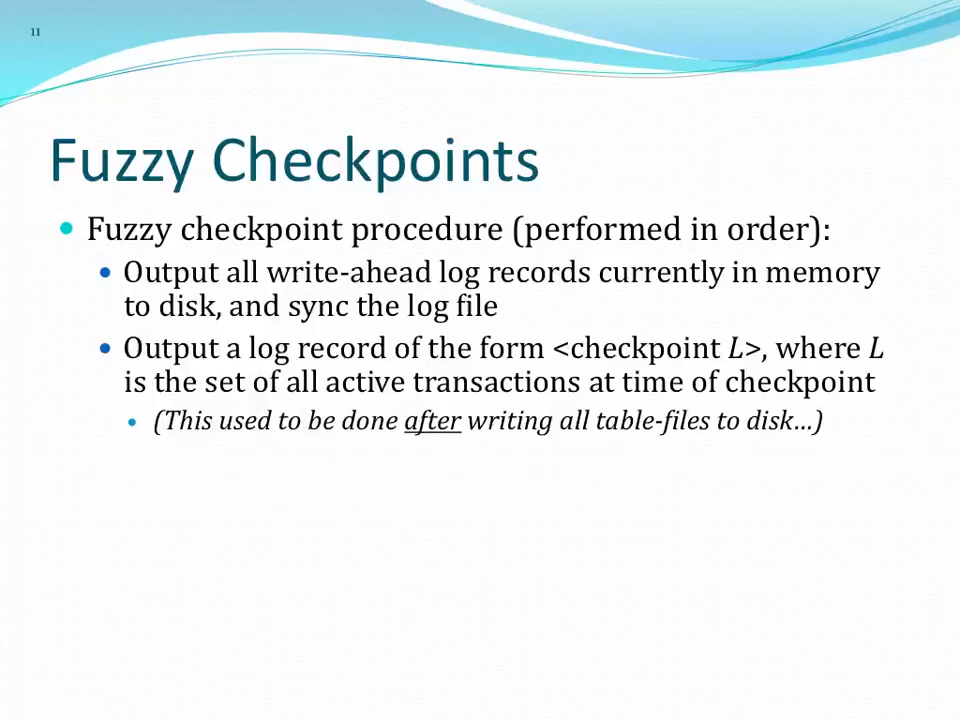 11
Fuzzy Checkpoints
Fuzzy checkpoint procedure (performed in order):
Output all write-ahead log records currently in memory
to disk, and sync the log file
Output a log record of the form <checkpoint L>, where L
is the set of all active transactions at time of checkpoint
(This used to be done after writing all table-files to disk…)